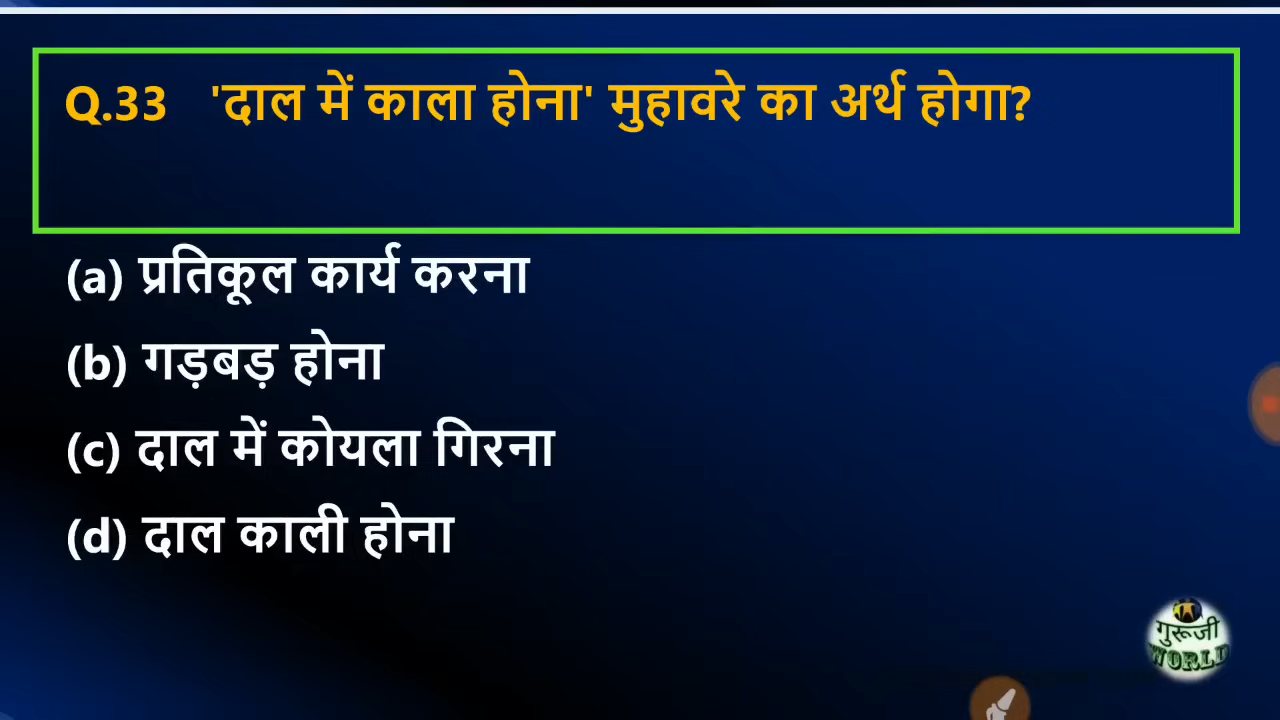 Q.33 'दाल में काला होना' मुहावरे का अर्थ होगा?
(a) प्रतिकूल कार्य करना
(b) गड़बड़ होना
(c) दाल में कोयला गिरना
(d) दाल काली होना
गुरूजी
WORLD